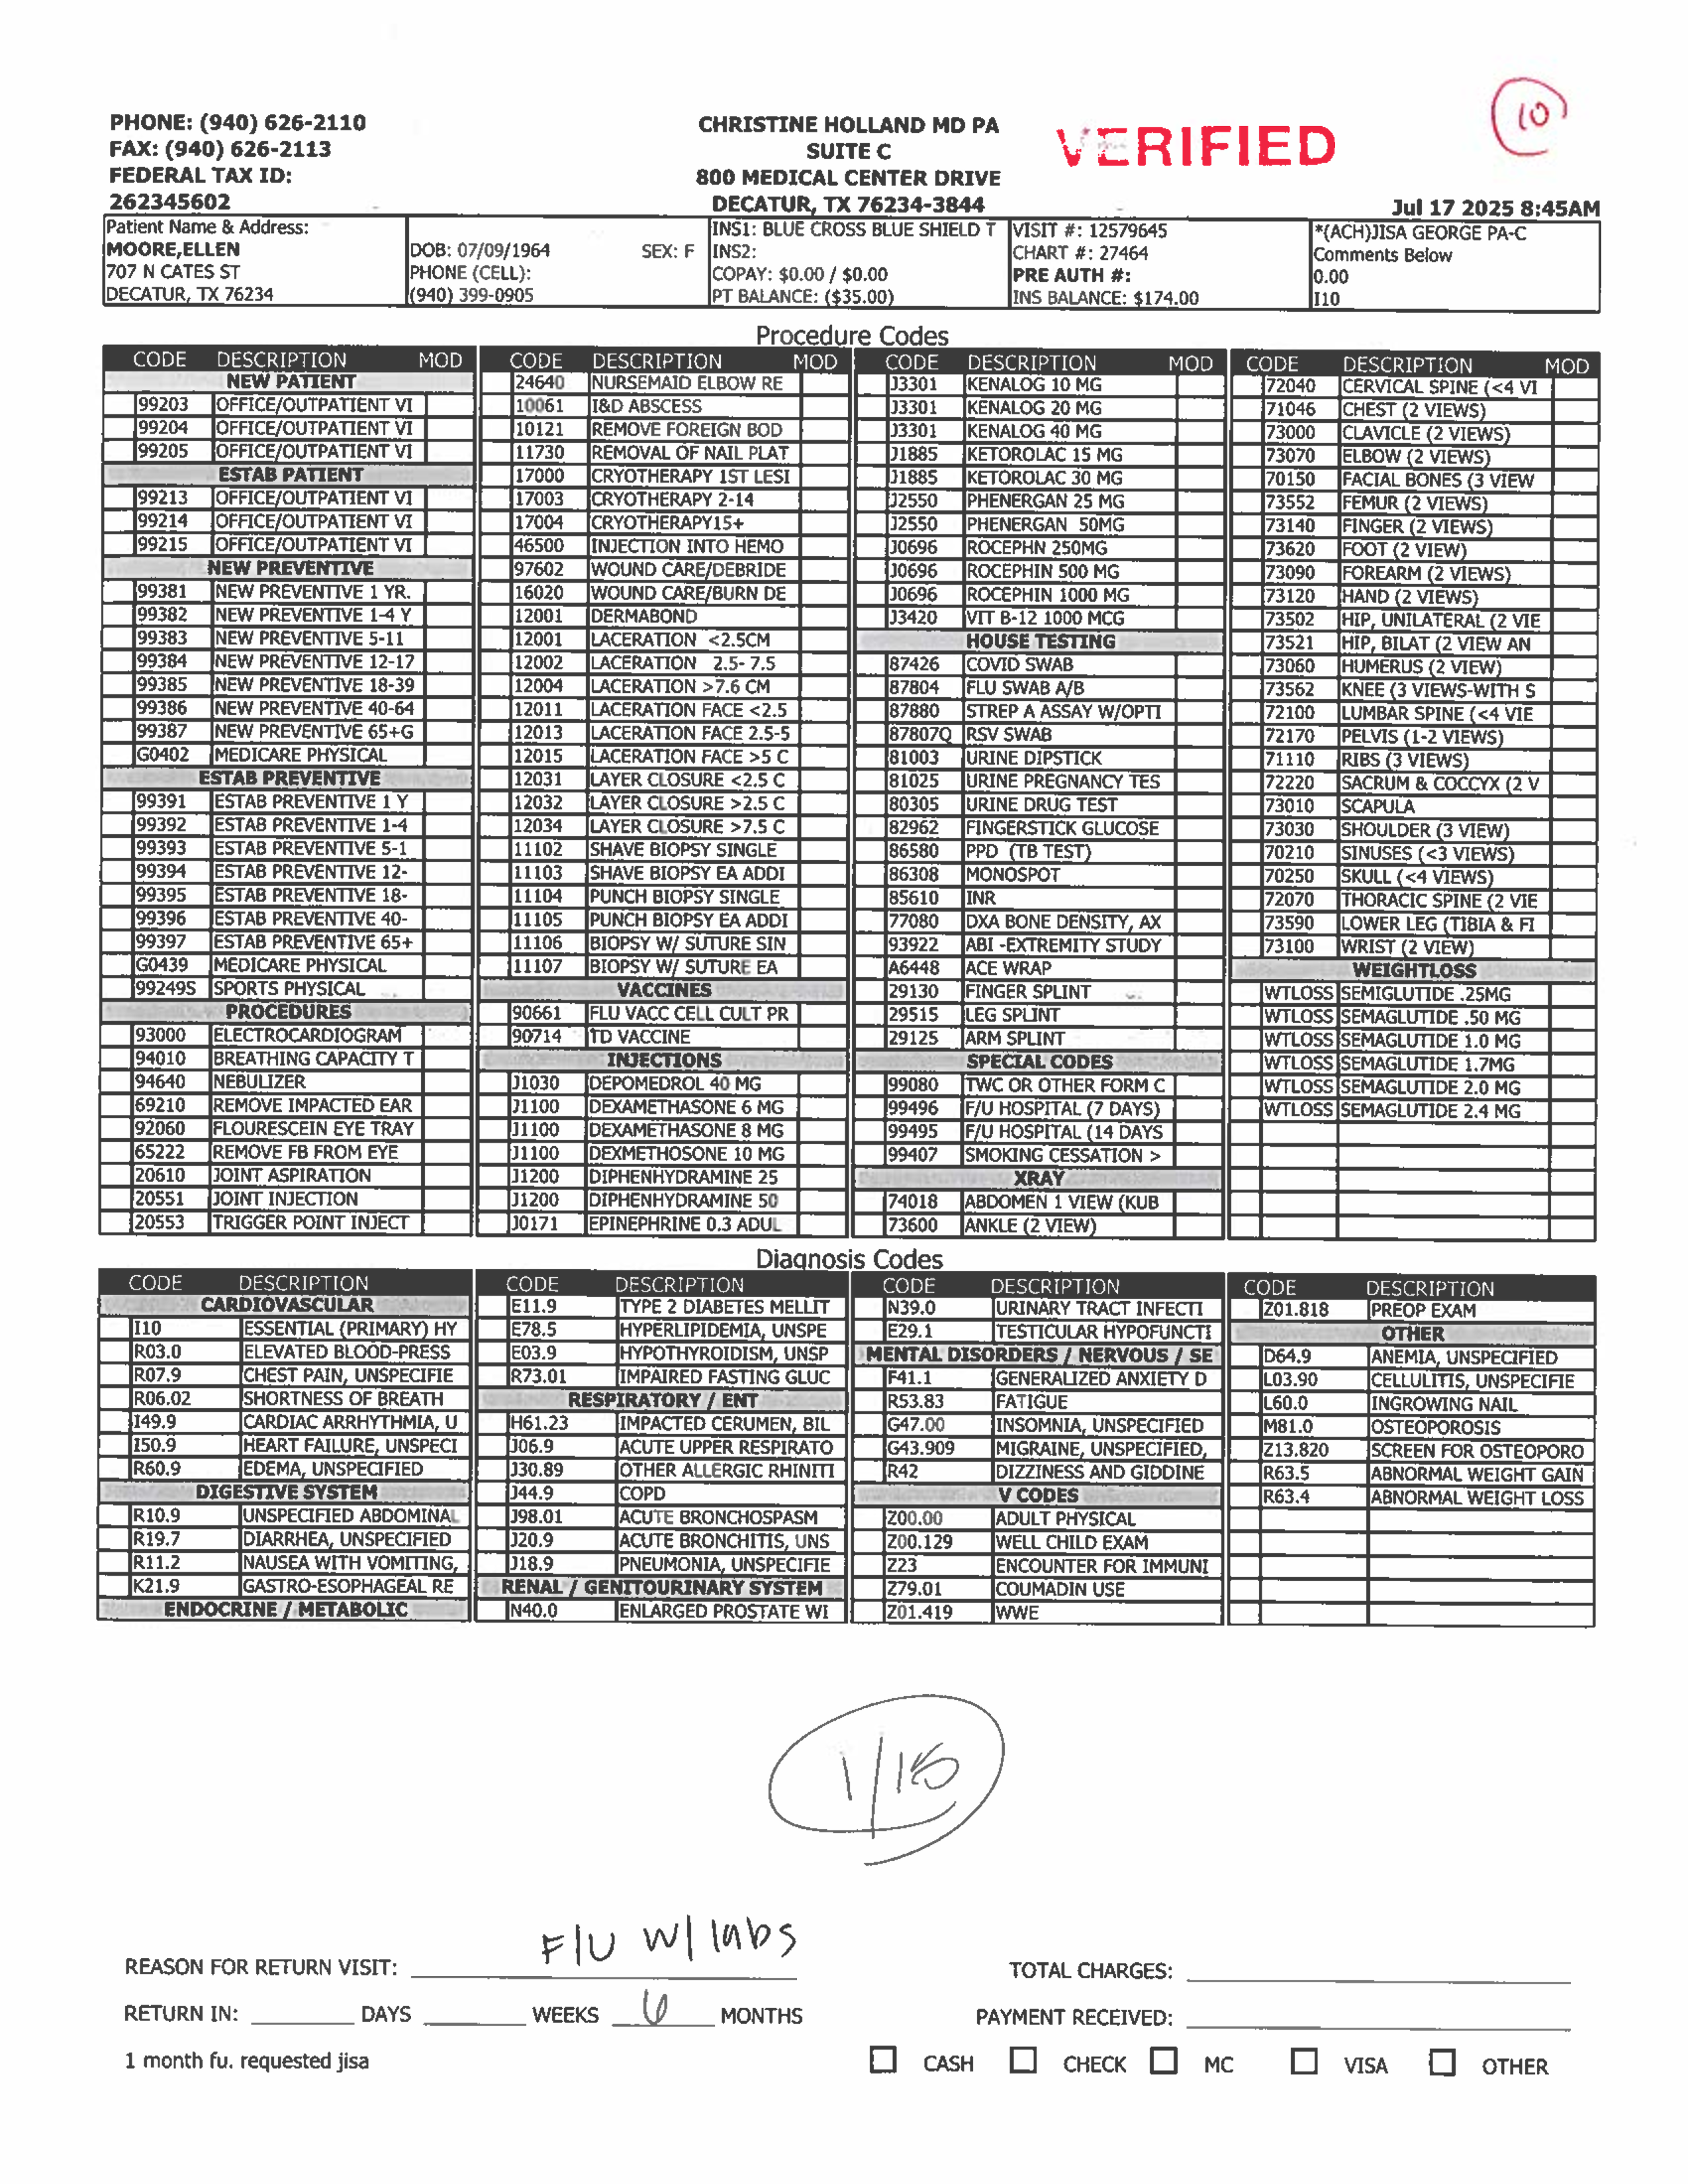 PHONE: (940) 626-2110
FAX: (940) 626-2113
FEDERAL TAX ID:
262345602
CHRISTINE HOLLAND MD PA
SUITE C
800 MEDICAL CENTER DRIVE
DECATUR, TX 76234-3844
VERIFIED
10
Jul 17 2025 8:45AM
Patient Name & Address:
MOORE,ELLEN
707 N CATES ST
DECATUR, TX 76234
DOB: 07/09/1964 SEX: F
PHONE (CELL):
(940) 399-0905
INS1: BLUE CROSS BLUE SHIELD T
INS2:
COPAY: $0.00 / $0.00
PT BALANCE: ($35.00)
VISIT #: 12579645
CHART #: 27464
PRE AUTH #:
INS BALANCE: $174.00
*(ACH)JISA GEORGE PA-C
Comments Below
0.00
I10
Procedure Codes
CODE DESCRIPTION MOD
NEW PATIENT
99203 OFFICE/OUTPATIENT VI
99204 OFFICE/OUTPATIENT VI
99205 OFFICE/OUTPATIENT VI
ESTAB PATIENT
99213 OFFICE/OUTPATIENT VI
99214 OFFICE/OUTPATIENT VI
99215 OFFICE/OUTPATIENT VI
NEW PREVENTIVE
99381 NEW PREVENTIVE 1 YR.
99382 NEW PREVENTIVE 1-4 Y
99383 NEW PREVENTIVE 5-11
99384 NEW PREVENTIVE 12-17
99385 NEW PREVENTIVE 18-39
99386 NEW PREVENTIVE 40-64
99387 NEW PREVENTIVE 65+G
G0402 MEDICARE PHYSICAL
ESTAB PREVENTIVE
99391 ESTAB PREVENTIVE 1 Y
99392 ESTAB PREVENTIVE 1-4
99393 ESTAB PREVENTIVE 5-1
99394 ESTAB PREVENTIVE 12-
99395 ESTAB PREVENTIVE 18-
99396 ESTAB PREVENTIVE 40-
99397 ESTAB PREVENTIVE 65+
G0439 MEDICARE PHYSICAL
99249S SPORTS PHYSICAL
PROCEDURES
93000 ELECTROCARDIOGRAM
94010 BREATHING CAPACITY T
94640 NEBULIZER
69210 REMOVE IMPACTED EAR
92060 FLOURESCEIN EYE TRAY
65222 REMOVE FB FROM EYE
20610 JOINT ASPIRATION
20551 JOINT INJECTION
20553 TRIGGER POINT INJECT
CODE DESCRIPTION MOD
24640 NURSEMAID ELBOW RE
10061 I&D ABSCESS
10121 REMOVE FOREIGN BOD
11730 REMOVAL OF NAIL PLAT
17000 CRYOTHERAPY 1ST LESI
17003 CRYOTHERAPY 2-14
17004 CRYOTHERAPY15+
46500 INJECTION INTO HEMO
97602 WOUND CARE/DEBRIDE
16020 WOUND CARE/BURN DE
12001 DERMABOND
12001 LACERATION <2.5CM
12002 LACERATION 2.5- 7.5
12004 LACERATION >7.6 CM
12011 LACERATION FACE <2.5
12013 LACERATION FACE 2.5-5
12015 LACERATION FACE >5 C
12031 LAYER CLOSURE <2.5 C
12032 LAYER CLOSURE >2.5 C
12034 LAYER CLOSURE >7.5 C
11102 SHAVE BIOPSY SINGLE
11103 SHAVE BIOPSY EA ADDI
11104 PUNCH BIOPSY SINGLE
11105 PUNCH BIOPSY EA ADDI
11106 BIOPSY W/ SUTURE SIN
11107 BIOPSY W/ SUTURE EA
VACCINES
90661 FLU VACC CELL CULT PR
90714 TD VACCINE
INJECTIONS
J1030 DEPOMEDROL 40 MG
J1100 DEXAMETHASONE 6 MG
J1100 DEXAMETHASONE 8 MG
J1100 DEXMETHOSONE 10 MG
J1200 DIPHENHYDRAMINE 25
J1200 DIPHENHYDRAMINE 50
J0171 EPINEPHRINE 0.3 ADUL
CODE DESCRIPTION MOD
J3301 KENALOG 10 MG
J3301 KENALOG 20 MG
J3301 KENALOG 40 MG
J1885 KETOROLAC 15 MG
J1885 KETOROLAC 30 MG
J2550 PHENERGAN 25 MG
J2550 PHENERGAN 50MG
J0696 ROCEPHN 250MG
J0696 ROCEPHIN 500 MG
J0696 ROCEPHIN 1000 MG
J3420 VIT B-12 1000 MCG
HOUSE TESTING
87426 COVID SWAB
87804 FLU SWAB A/B
87880 STREP A ASSAY W/OPTI
87807Q RSV SWAB
81003 URINE DIPSTICK
81025 URINE PREGNANCY TES
80305 URINE DRUG TEST
82962 FINGERSTICK GLUCOSE
86580 PPD (TB TEST)
86308 MONOSPOT
85610 INR
77080 DXA BONE DENSITY, AX
93922 ABI -EXTREMITY STUDY
A6448 ACE WRAP
29130 FINGER SPLINT
29515 LEG SPLINT
29125 ARM SPLINT
SPECIAL CODES
99080 TWC OR OTHER FORM C
99496 F/U HOSPITAL (7 DAYS)
99495 F/U HOSPITAL (14 DAYS
99407 SMOKING CESSATION >
XRAY
74018 ABDOMEN 1 VIEW (KUB
73600 ANKLE (2 VIEW)
CODE DESCRIPTION MOD
72040 CERVICAL SPINE (<4 VI
71046 CHEST (2 VIEWS)
73000 CLAVICLE (2 VIEWS)
73070 ELBOW (2 VIEWS)
70150 FACIAL BONES (3 VIEW
73552 FEMUR (2 VIEWS)
73140 FINGER (2 VIEWS)
73620 FOOT (2 VIEW)
73090 FOREARM (2 VIEWS)
73120 HAND (2 VIEWS)
73502 HIP, UNILATERAL (2 VIE
73521 HIP, BILAT (2 VIEW AN
73060 HUMERUS (2 VIEW)
73562 KNEE (3 VIEWS-WITH S
72100 LUMBAR SPINE (<4 VIE
72170 PELVIS (1-2 VIEWS)
71110 RIBS (3 VIEWS)
72220 SACRUM & COCCYX (2 V
73010 SCAPULA
73030 SHOULDER (3 VIEW)
70210 SINUSES (<3 VIEWS)
70250 SKULL (<4 VIEWS)
72070 THORACIC SPINE (2 VIE
73590 LOWER LEG (TIBIA & FI
73100 WRIST (2 VIEW)
WEIGHTLOSS
WTLOSS SEMIGLUTIDE .25MG
WTLOSS SEMAGLUTIDE .50 MG
WTLOSS SEMAGLUTIDE 1.0 MG
WTLOSS SEMAGLUTIDE 1.7MG
WTLOSS SEMAGLUTIDE 2.0 MG
WTLOSS SEMAGLUTIDE 2.4 MG
Diagnosis Codes
CODE DESCRIPTION
CARDIOVASCULAR
I10 ESSENTIAL (PRIMARY) HY
R03.0 ELEVATED BLOOD-PRESS
R07.9 CHEST PAIN, UNSPECIFIE
R06.02 SHORTNESS OF BREATH
I49.9 CARDIAC ARRHYTHMIA, U
I50.9 HEART FAILURE, UNSPECI
R60.9 EDEMA, UNSPECIFIED
DIGESTIVE SYSTEM
R10.9 UNSPECIFIED ABDOMINAL
R19.7 DIARRHEA, UNSPECIFIED
R11.2 NAUSEA WITH VOMITING,
K21.9 GASTRO-ESOPHAGEAL RE
ENDOCRINE / METABOLIC
CODE DESCRIPTION
E11.9 TYPE 2 DIABETES MELLIT
E78.5 HYPERLIPIDEMIA, UNSPE
E03.9 HYPOTHYROIDISM, UNSP
R73.01 IMPAIRED FASTING GLUC
RESPIRATORY / ENT
H61.23 IMPACTED CERUMEN, BIL
J06.9 ACUTE UPPER RESPIRATO
J30.89 OTHER ALLERGIC RHINITI
J44.9 COPD
J98.01 ACUTE BRONCHOSPASM
J20.9 ACUTE BRONCHITIS, UNS
J18.9 PNEUMONIA, UNSPECIFIE
RENAL / GENITOURINARY SYSTEM
N40.0 ENLARGED PROSTATE WI
CODE DESCRIPTION
N39.0 URINARY TRACT INFECTI
E29.1 TESTICULAR HYPOFUNCTI
MENTAL DISORDERS / NERVOUS / SE
F41.1 GENERALIZED ANXIETY D
R53.83 FATIGUE
G47.00 INSOMNIA, UNSPECIFIED
G43.909 MIGRAINE, UNSPECIFIED,
R42 DIZZINESS AND GIDDINE
V CODES
Z00.00 ADULT PHYSICAL
Z00.129 WELL CHILD EXAM
Z23 ENCOUNTER FOR IMMUNI
Z79.01 COUMADIN USE
Z01.419 WWE
CODE DESCRIPTION
Z01.818 PREOP EXAM
OTHER
D64.9 ANEMIA, UNSPECIFIED
L03.90 CELLULITIS, UNSPECIFIE
L60.0 INGROWING NAIL
M81.0 OSTEOPOROSIS
Z13.820 SCREEN FOR OSTEOPORO
R63.5 ABNORMAL WEIGHT GAIN
R63.4 ABNORMAL WEIGHT LOSS
1/15
REASON FOR RETURN VISIT: F/U w/ labs
RETURN IN: DAYS WEEKS 6 MONTHS
1 month fu. requested jisa
TOTAL CHARGES:
PAYMENT RECEIVED:
CASH CHECK MC VISA OTHER